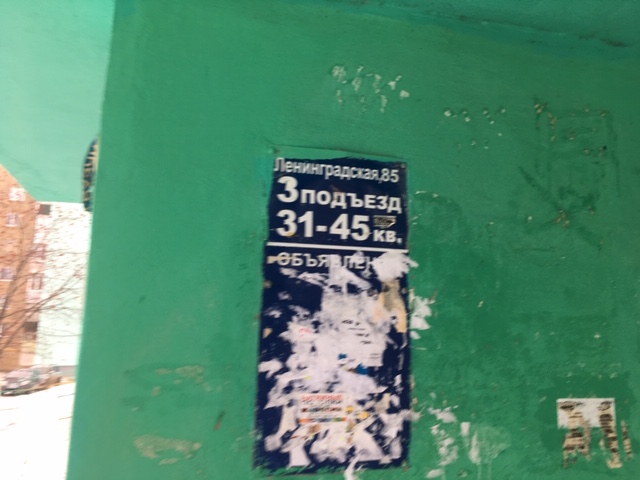 Ленинградская,85
3 ПОДЪЕЗД
31-45 КВ.